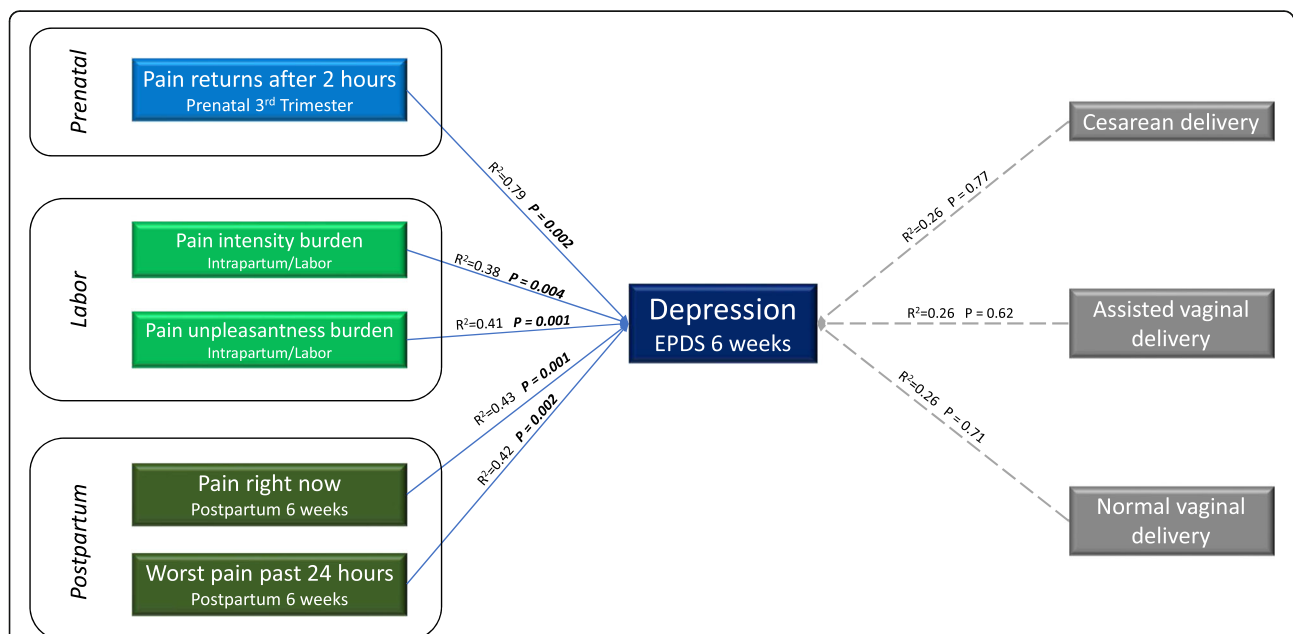 Prenatal
Pain returns after 2 hours
Prenatal 3rd Trimester
Labor
Pain intensity burden
Intrapartum/Labor
Pain unpleasantness burden
Intrapartum/Labor
Postpartum
Pain right now
Postpartum 6 weeks
Worst pain past 24 hours
Postpartum 6 weeks
R²=0.79 P = 0.002
R²=0.38 P = 0.004
R²=0.41 P = 0.001
R²=0.43 P = 0.001
R²=0.42 P = 0.002
Depression
EPDS 6 weeks
R²=0.26 P = 0.77
R²=0.26 P = 0.62
R²=0.26 P = 0.71
Cesarean delivery
Assisted vaginal
delivery
Normal vaginal
delivery